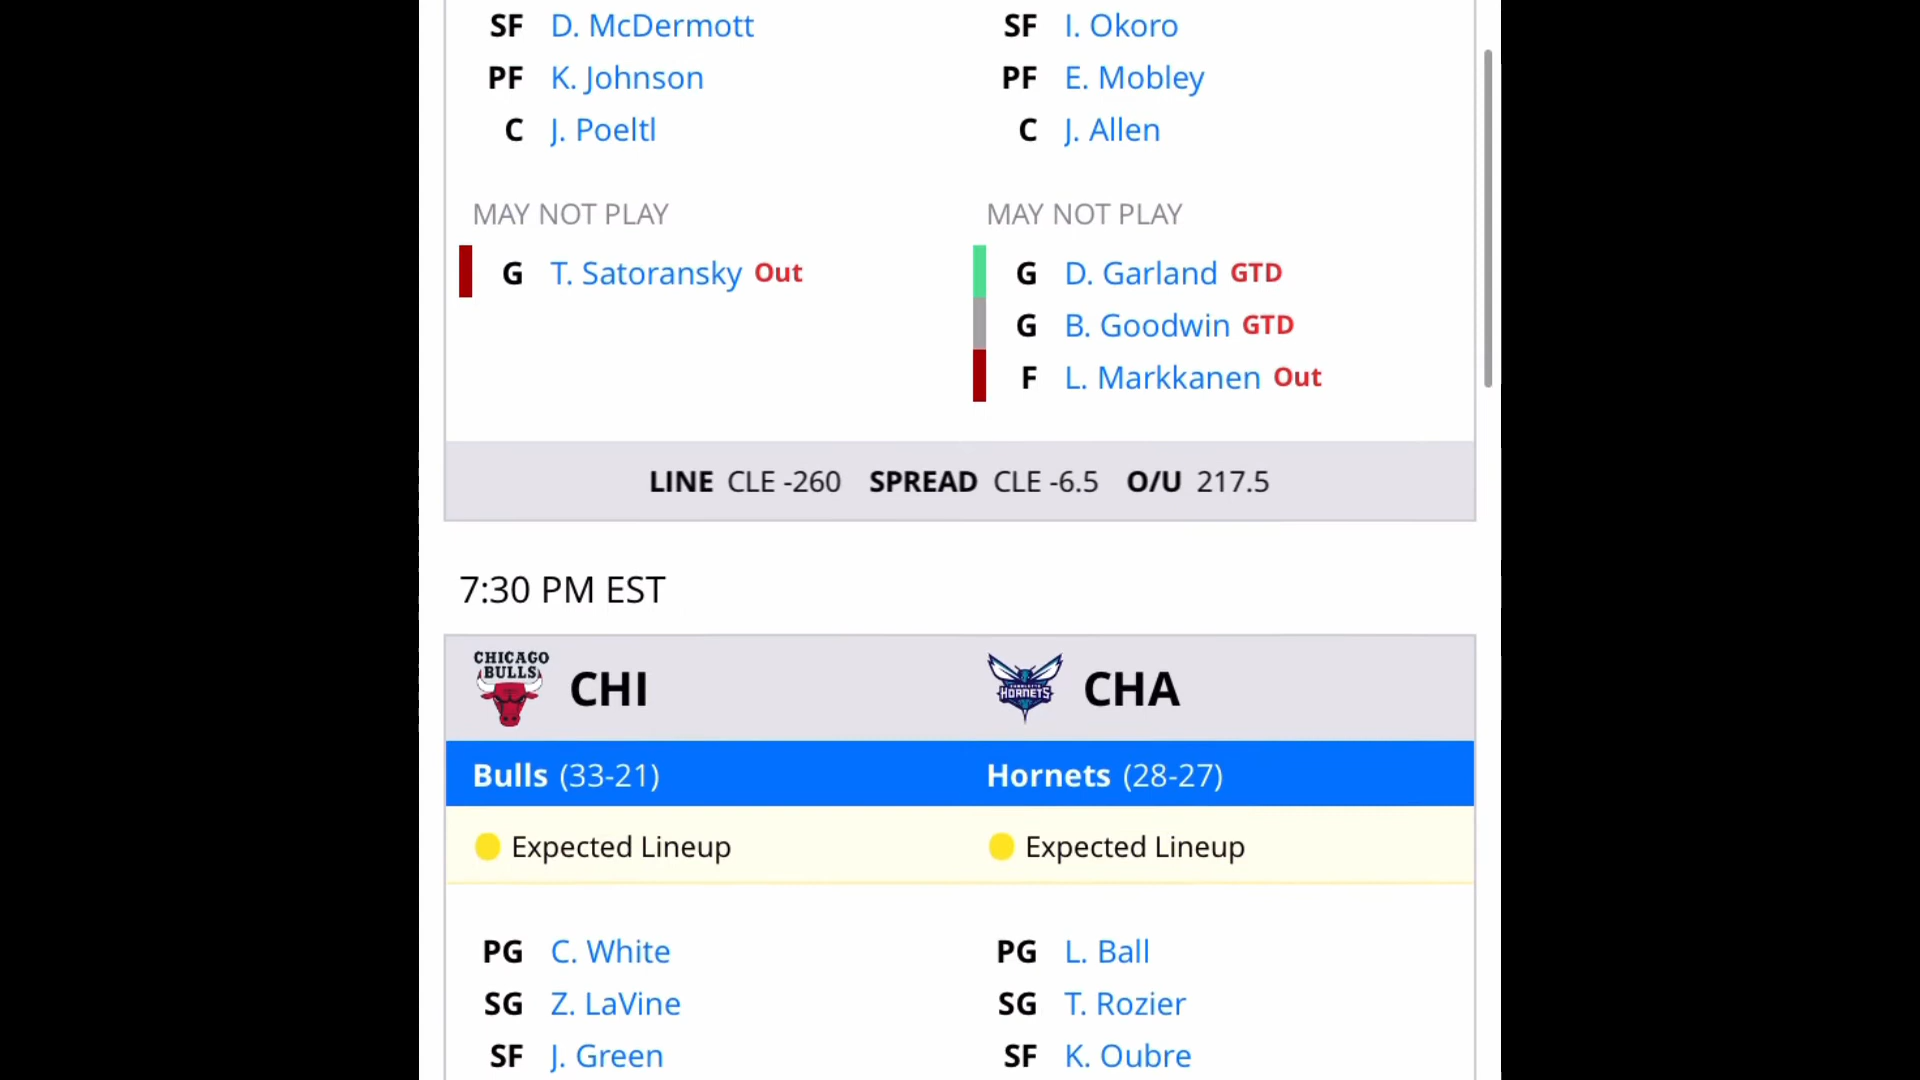 SF D. McDermott SF I. Okoro
PF K. Johnson PF E. Mobley
C J. Poeltl C J. Allen
MAY NOT PLAY MAY NOT PLAY
G T. Satoransky Out G D. Garland GTD
G B. Goodwin GTD
F L. Markkanen Out
LINE CLE -260 SPREAD CLE -6.5 O/U 217.5
7:30 PM EST
CHICAGO
BULLS CHI HORNETS CHA
Bulls (33-21) Hornets (28-27)
Expected Lineup Expected Lineup
PG C. White PG L. Ball
SG Z. LaVine SG T. Rozier
SF J. Green SF K. Oubre